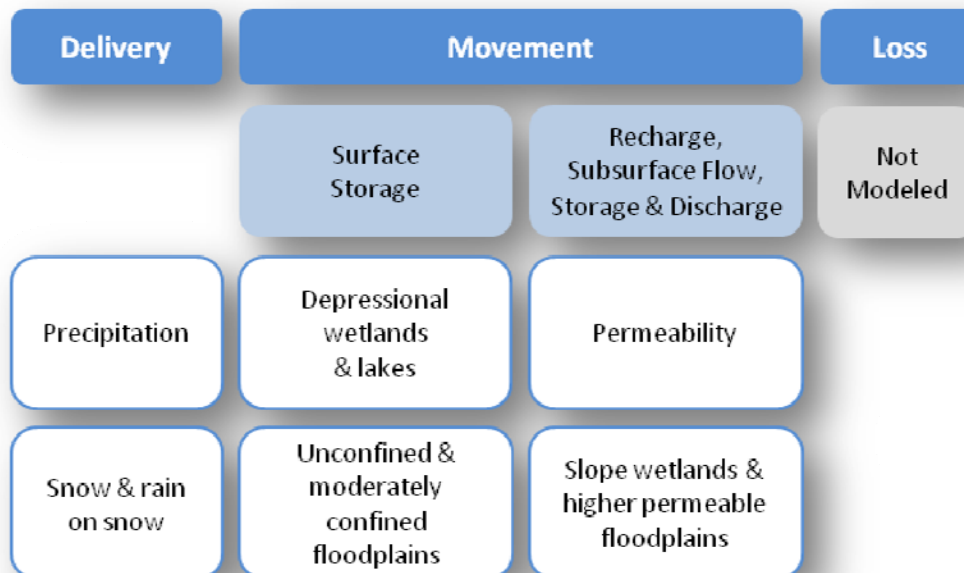 Delivery
Movement
Loss
Surface
Storage
Recharge,
Subsurface Flow,
Storage & Discharge
Not
Modeled
Precipitation
Depressional
wetlands
& lakes
Permeability
Snow & rain
on snow
Unconfined &
moderately
confined
floodplains
Slope wetlands &
higher permeable
floodplains